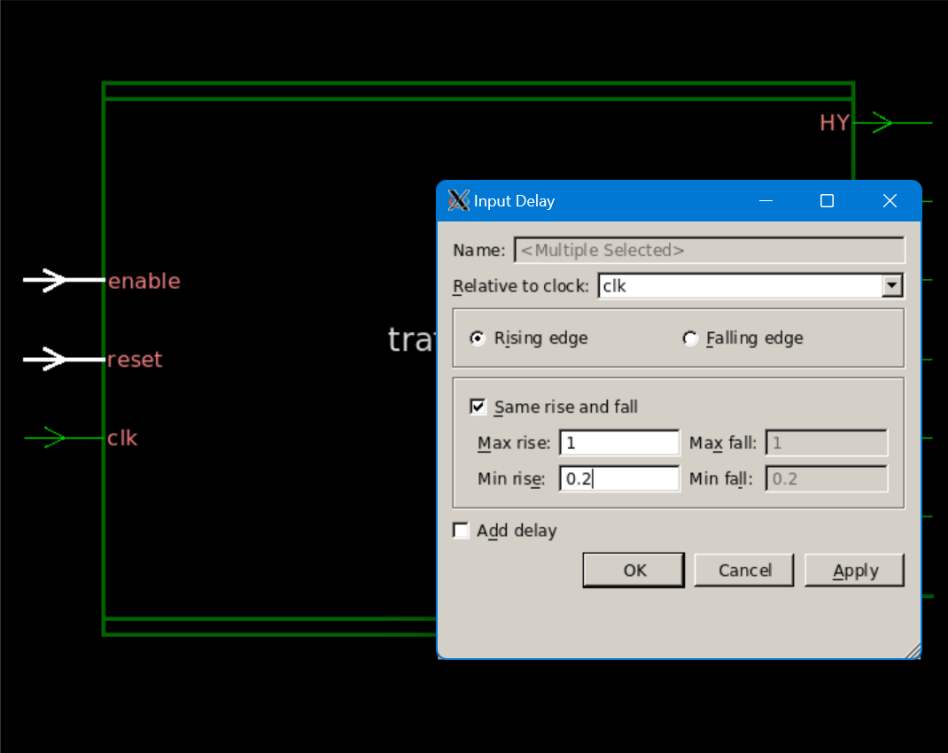 HY
Input Delay
Name: <Multiple Selected>
Relative to clock: clk
enable
Rising edge Falling edge
reset
Same rise and fall
clk
Max rise: 1 Max fall: 1
Min rise: 0.2 Min fall: 0.2
Add delay
OK Cancel Apply